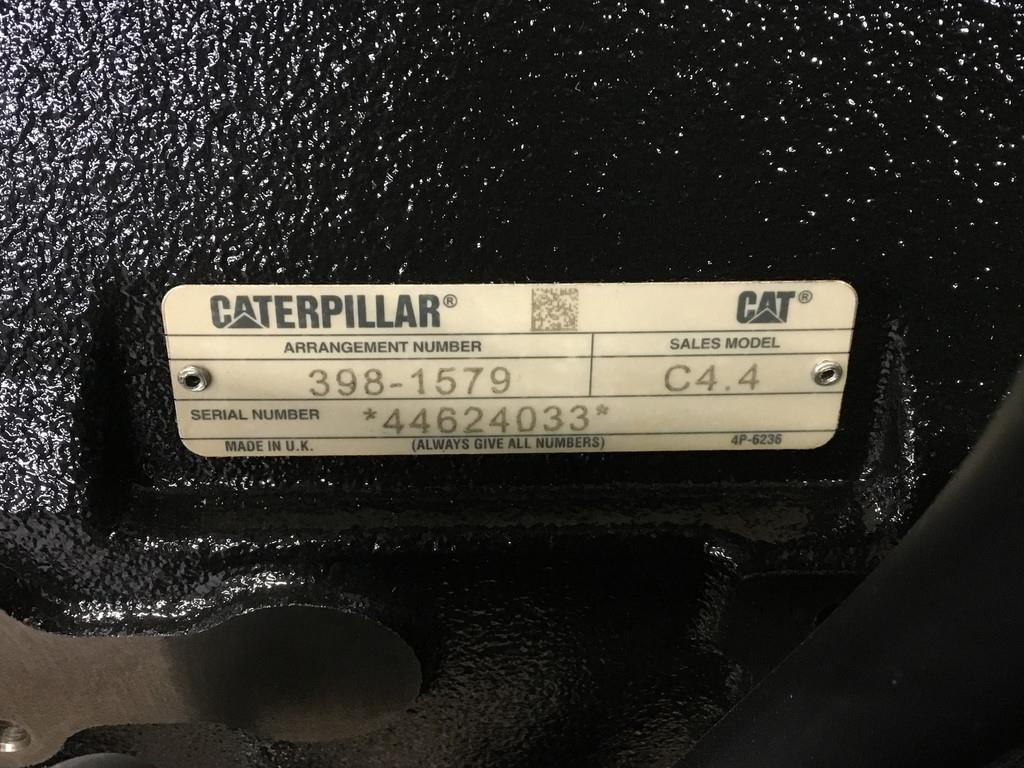 CATERPILLAR® CAT®
ARRANGEMENT NUMBER SALES MODEL
398-1579 C4.4
SERIAL NUMBER *44624033*
MADE IN U.K. (ALWAYS GIVE ALL NUMBERS) 4P-6236